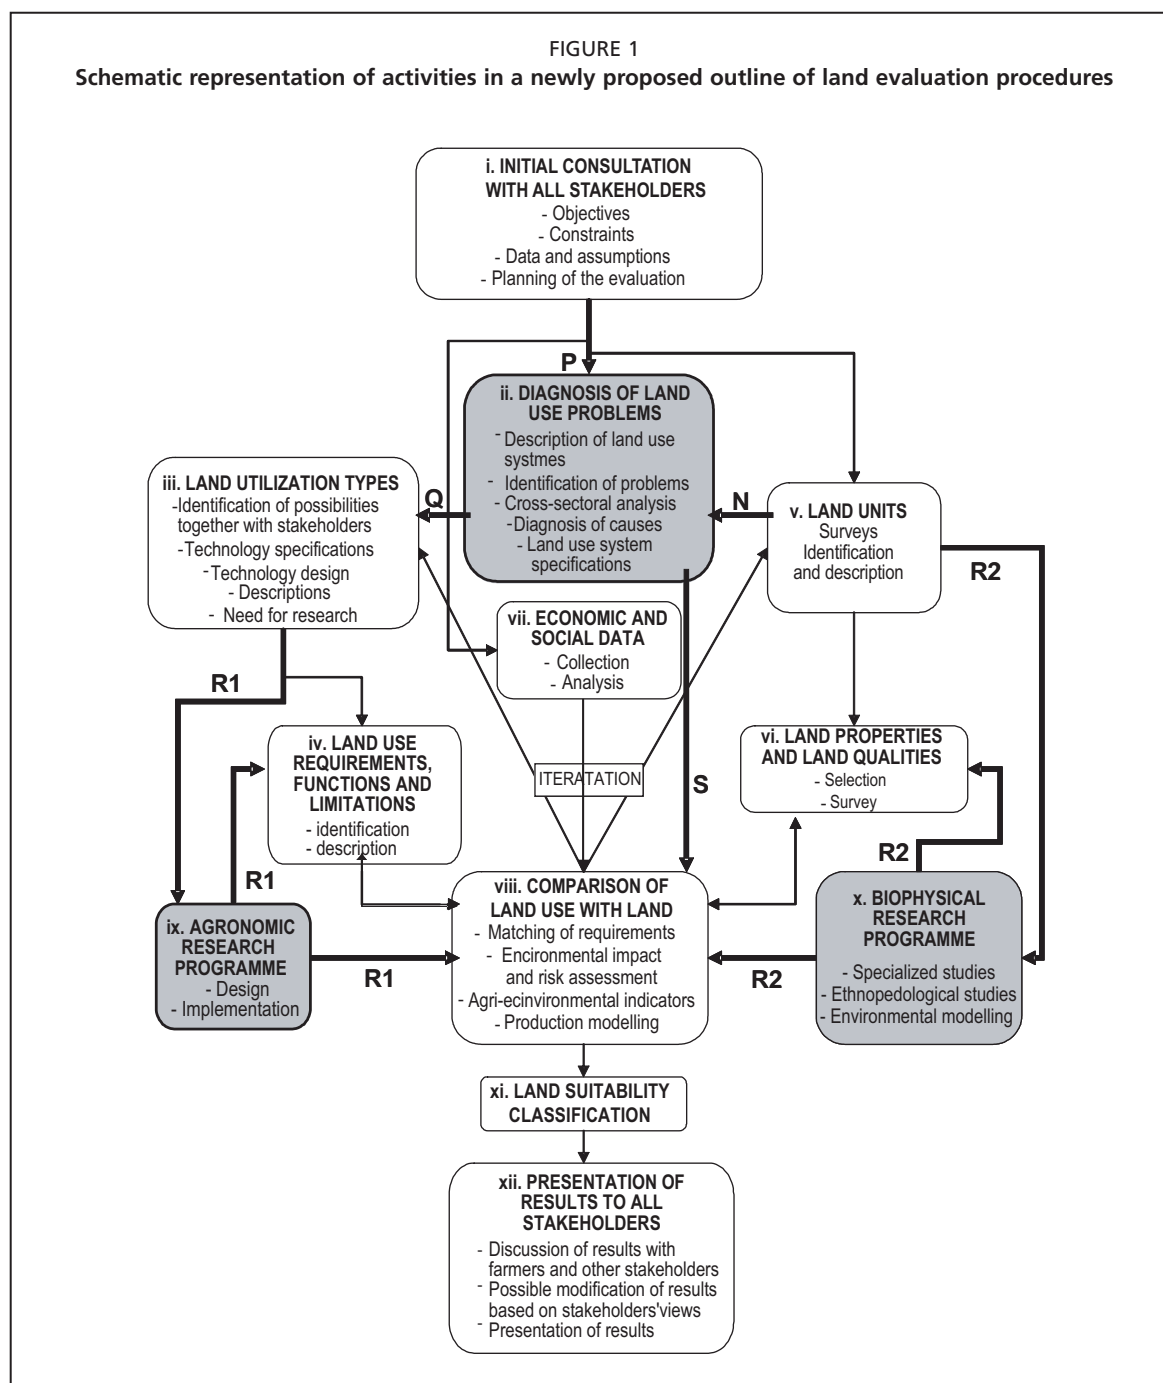 FIGURE 1
Schematic representation of activities in a newly proposed outline of land evaluation procedures
i. INITIAL CONSULTATION
WITH ALL STAKEHOLDERS
- Objectives
- Constraints
- Data and assumptions
- Planning of the evaluation
P
ii. DIAGNOSIS OF LAND
USE PROBLEMS
- Description of land use
systmes
- Identification of problems
- Cross-sectoral analysis
-Diagnosis of causes
- Land use system
specifications
Q
N
iii. LAND UTILIZATION TYPES
-Identification of possibilities
together with stakeholders
-Technology specifications
-Technology design
- Descriptions
- Need for research
v. LAND UNITS
Surveys
Identification
and description
R2
vii. ECONOMIC AND
SOCIAL DATA
- Collection
- Analysis
R1
iv. LAND USE
REQUIREMENTS,
FUNCTIONS AND
LIMITATIONS
- identification
- description
ITERATATION
S
vi. LAND PROPERTIES
AND LAND QUALITIES
- Selection
- Survey
R1
R2
ix. AGRONOMIC
RESEARCH
PROGRAMME
- Design
- Implementation
R1
viii. COMPARISON OF
LAND USE WITH LAND
- Matching of requirements
- Encironmental impact
and risk assessment
- Agri-ecinvironmental indicators
- Production modelling
R2
x. BIOPHYSICAL
RESEARCH
PROGRAMME
- Specialized studies
- Ethnopedological studies
- Environmental modelling
xi. LAND SUITABILITY
CLASSIFICATION
xii. PRESENTATION OF
RESULTS TO ALL
STAKEHOLDERS
- Discussion of results with
farmers and other stakeholders
- Possible modification of results
based on stakeholders'views
- Presentation of results